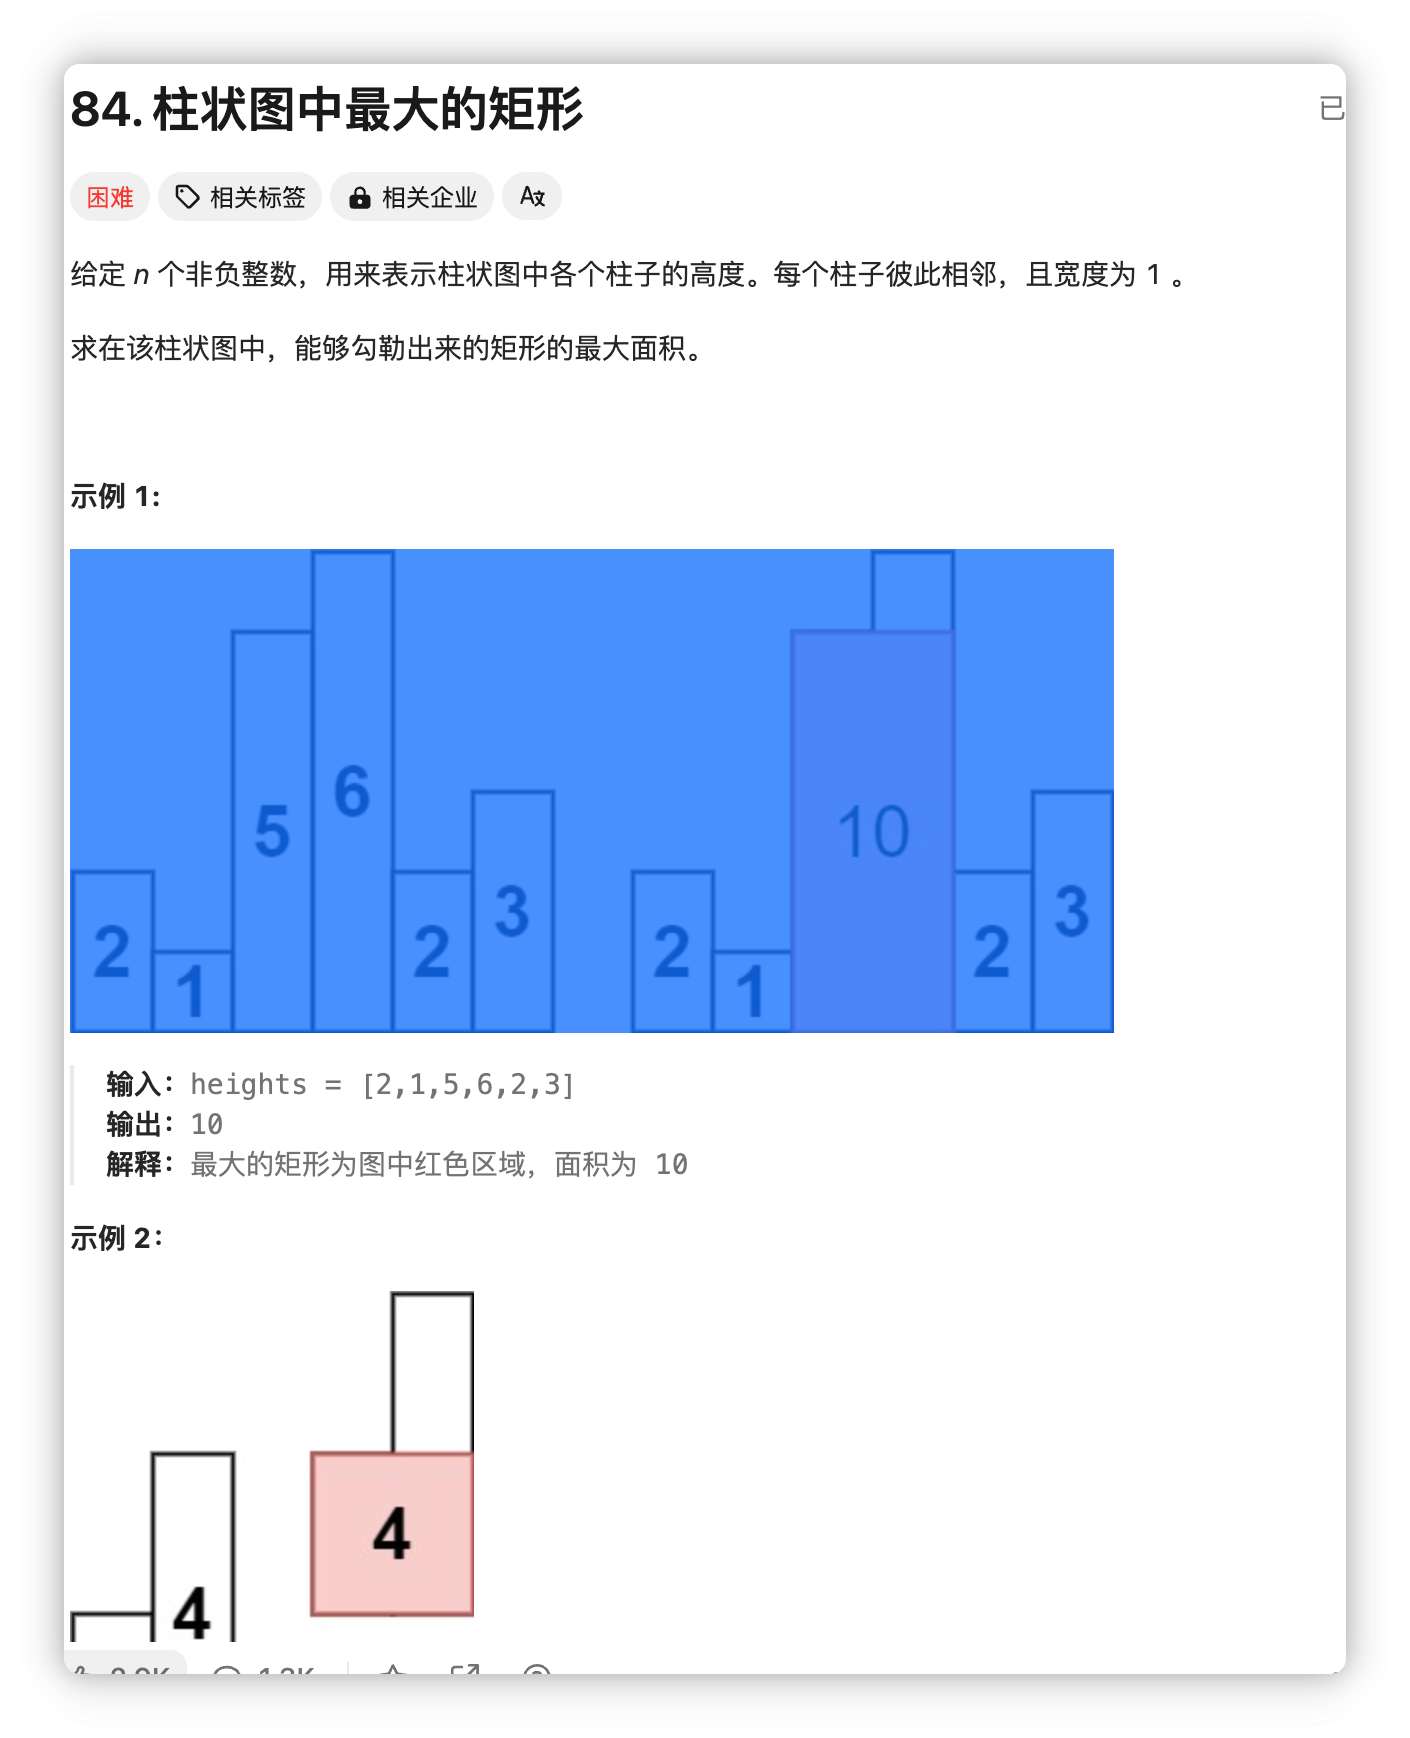 84. 柱状图中最大的矩形
已
困难 相关标签 相关企业
给定 n 个非负整数，用来表示柱状图中各个柱子的高度。每个柱子彼此相邻，且宽度为 1 。
求在该柱状图中，能够勾勒出来的矩形的最大面积。
示例 1:
2 1 5 6 2 3 2 1 10 2 3
输入：heights = [2,1,5,6,2,3]
输出：10
解释：最大的矩形为图中红色区域，面积为 10
示例 2：
4 4